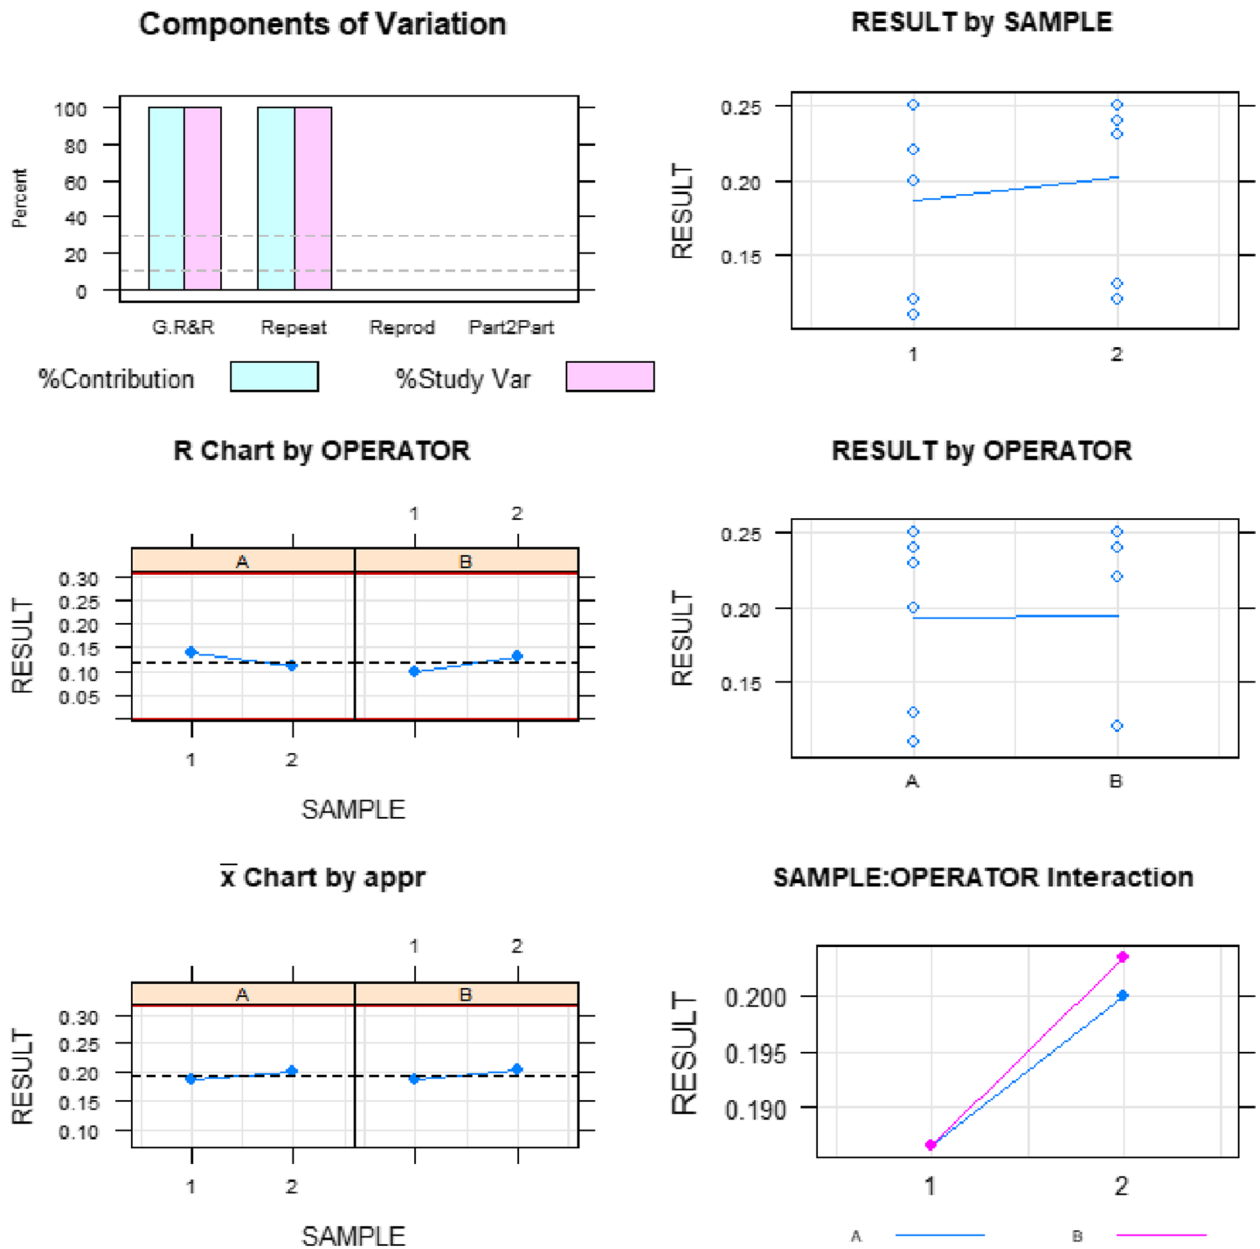 Components of Variation
Percent
100
80
60
40
20
0
G.R&R Repeat Reprod Part2Part
%Contribution %Study Var
RESULT by SAMPLE
RESULT
0.25
0.20
0.15
1 2
R Chart by OPERATOR
1 2
A B
RESULT
0.30
0.25
0.20
0.15
0.10
0.05
1 2
SAMPLE
RESULT by OPERATOR
RESULT
0.25
0.20
0.15
A B
x̅ Chart by appr
1 2
A B
RESULT
0.30
0.25
0.20
0.15
0.10
1 2
SAMPLE
SAMPLE:OPERATOR Interaction
RESULT
0.200
0.195
0.190
1 2
A B